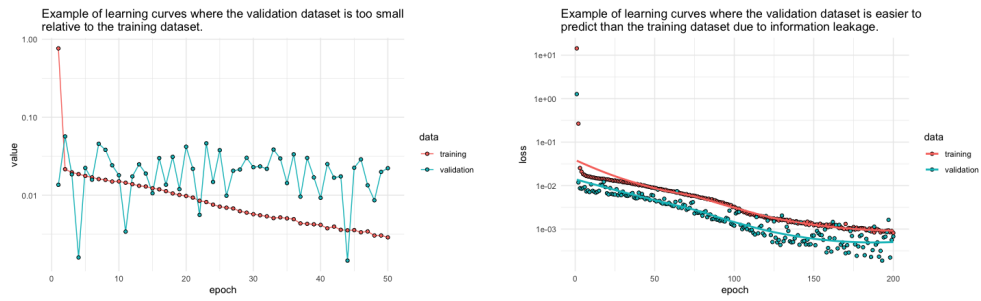 Example of learning curves where the validation dataset is too small
relative to the training dataset.
1.00
0.10
0.01
value
0
10
20
30
40
50
epoch
data
training
validation
Example of learning curves where the validation dataset is easier to
predict than the training dataset due to information leakage.
1e+01
1e+00
1e-01
1e-02
1e-03
loss
0
50
100
150
200
epoch
data
training
validation